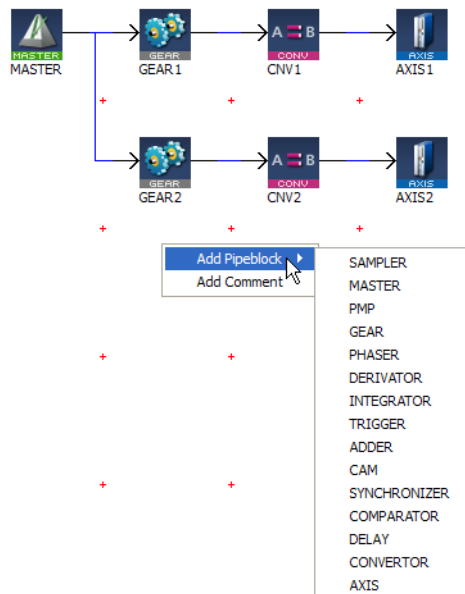 MASTER
GEAR
A B
CONV
AXIS
MASTER
GEAR1
CNV1
AXIS1
GEAR
A B
CONV
AXIS
GEAR2
CNV2
AXIS2
Add Pipeblock
Add Comment
SAMPLER
MASTER
PMP
GEAR
PHASER
DERIVATOR
INTEGRATOR
TRIGGER
ADDER
CAM
SYNCHRONIZER
COMPARATOR
DELAY
CONVERTOR
AXIS